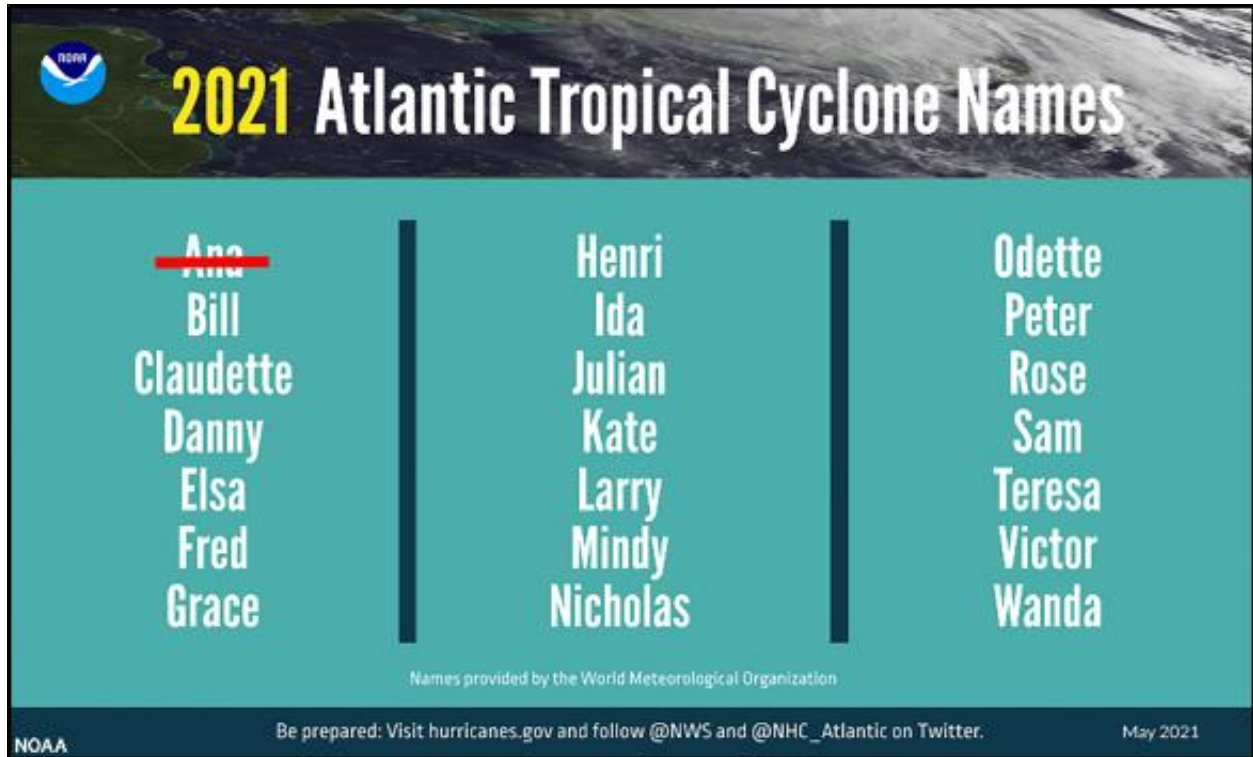 NOAA
2021 Atlantic Tropical Cyclone Names
Ana
Bill
Claudette
Danny
Elsa
Fred
Grace
Henri
Ida
Julian
Kate
Larry
Mindy
Nicholas
Odette
Peter
Rose
Sam
Teresa
Victor
Wanda
Names provided by the World Meteorological Organization
Be prepared: Visit hurricanes.gov and follow @NWS and @NHC_Atlantic on Twitter.
May 2021
NOAA